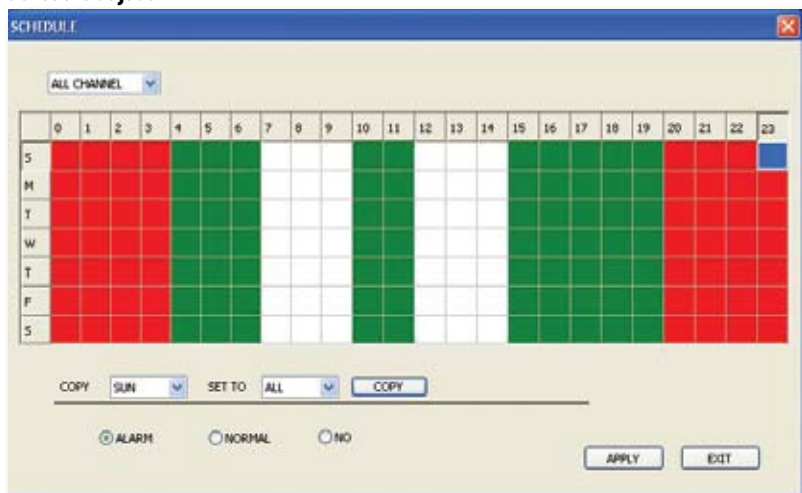 SCHEDULE
ALL CHANNEL
0 1 2 3 4 5 6 7 8 9 10 11 12 13 14 15 16 17 18 19 20 21 22 23
S
M
T
W
T
F
S
COPY SUN SET TO ALL COPY
ALARM NORMAL NO
APPLY EXIT